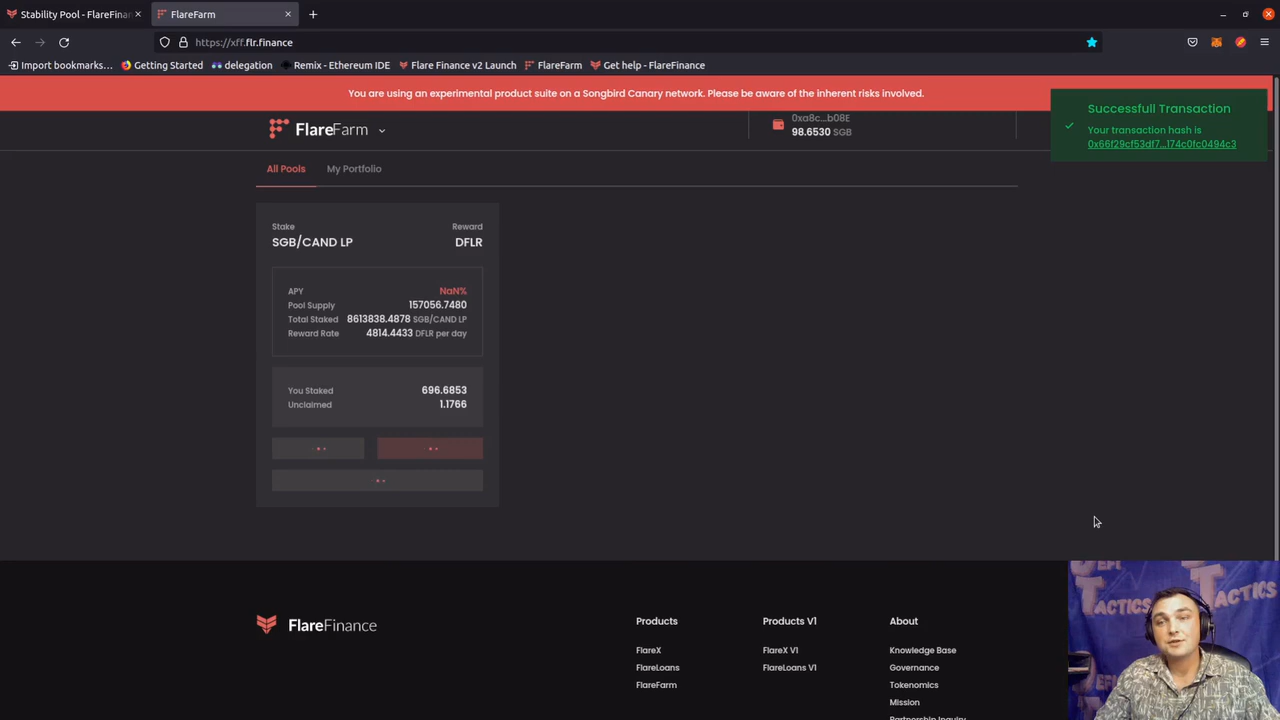 Stability Pool - FlareFinan
FlareFarm
https://xff.flr.finance
Import bookmarks...
Getting Started
delegation
Remix - Ethereum IDE
Flare Finance v2 Launch
FlareFarm
Get help - FlareFinance
You are using an experimental product suite on a Songbird Canary network. Please be aware of the inherent risks involved.
FlareFarm
0xa8c...b08E
98.6530 SGB
Successfull Transaction
Your transaction hash is
0x66f29cf53df7...174c0fc0494c3
All Pools
My Portfolio
Stake Reward
SGB/CAND LP DFLR
APY NaN%
Pool Supply 157056.7480
Total Staked 8613838.4878 SGB/CAND LP
Reward Rate 4814.4433 DFLR per day
You Staked 696.6853
Unclaimed 1.1766
FlareFinance
Products
FlareX
FlareLoans
FlareFarm
Products V1
FlareX V1
FlareLoans V1
About
Knowledge Base
Governance
Tokenomics
Mission
Partnership Inquiry
TACTICS